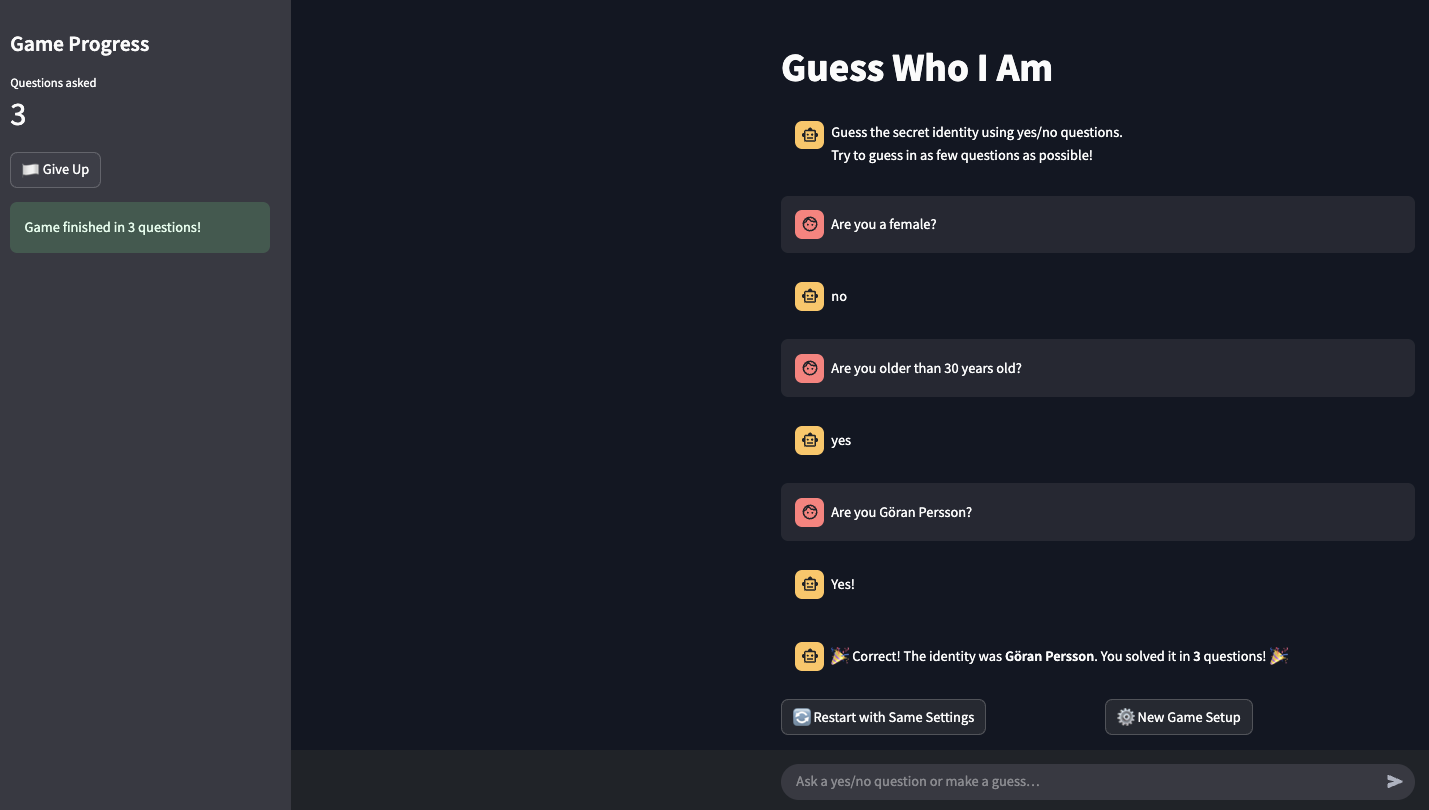 Game Progress
Questions asked
3
Give Up
Game finished in 3 questions!
Guess Who I Am
Guess the secret identity using yes/no questions.
Try to guess in as few questions as possible!
Are you a female?
no
Are you older than 30 years old?
yes
Are you Göran Persson?
Yes!
🎉 Correct! The identity was Göran Persson. You solved it in 3 questions! 🎉
Restart with Same Settings
New Game Setup
Ask a yes/no question or make a guess…